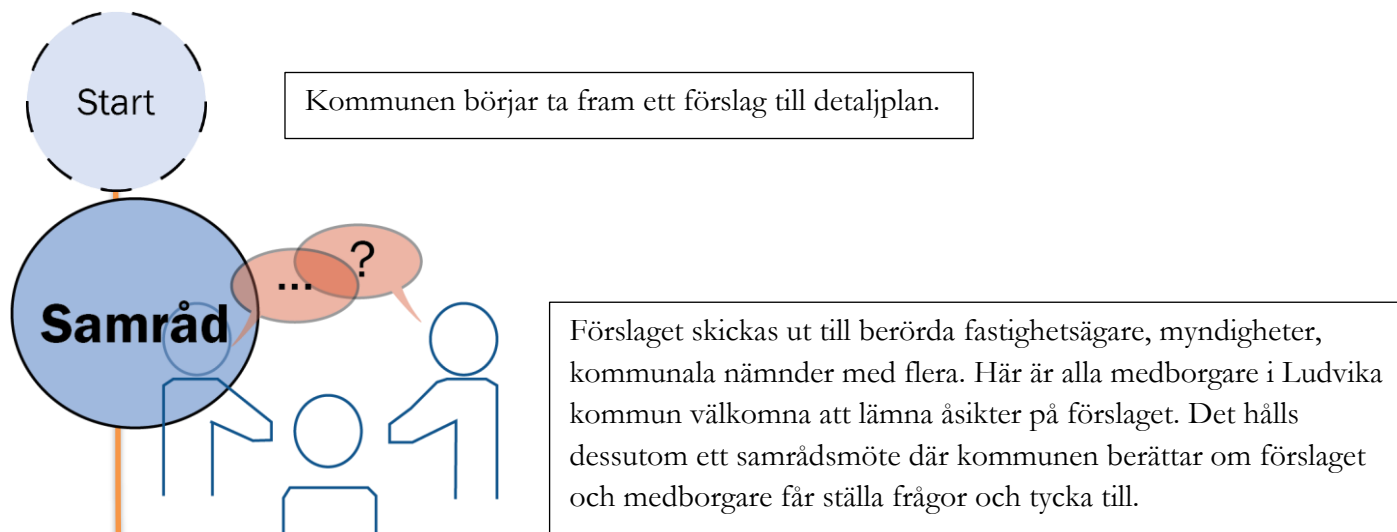 Start
Kommunen börjar ta fram ett förslag till detaljplan.
?
...
Samråd
Förslaget skickas ut till berörda fastighetsägare, myndigheter,
kommunala nämnder med flera. Här är alla medborgare i Ludvika
kommun välkomna att lämna åsikter på förslaget. Det hålls
dessutom ett samrådsmöte där kommunen berättar om förslaget
och medborgare får ställa frågor och tycka till.